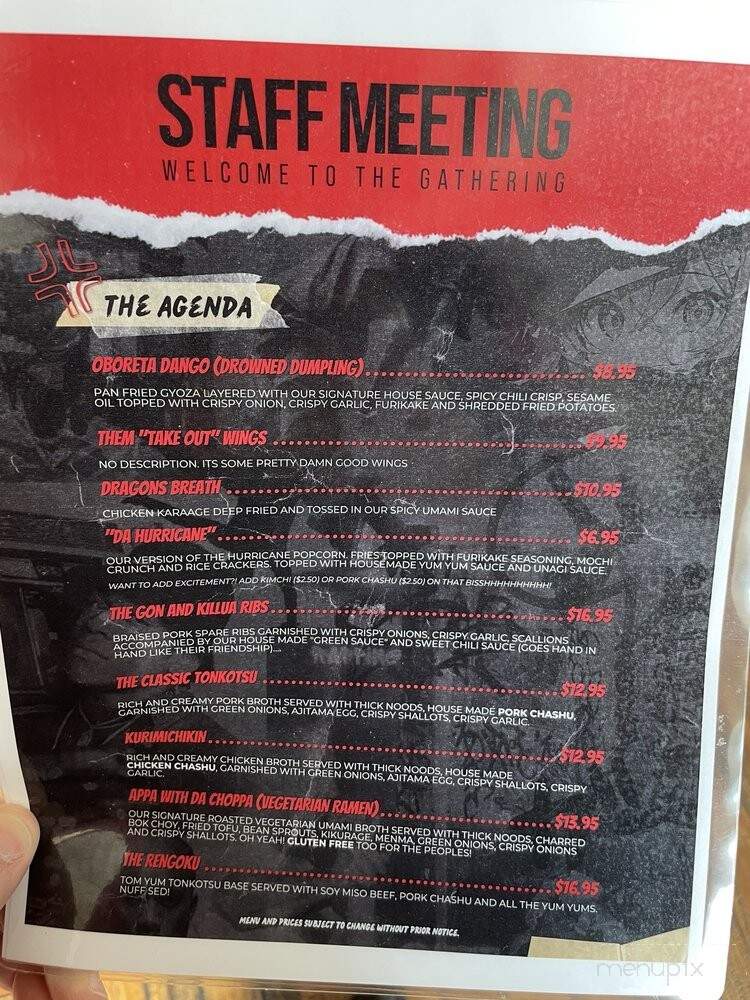 STAFF MEETING
WELCOME TO THE GATHERING
THE AGENDA
OBORETA DANGO (DROWNED DUMPLING) $8.95
PAN FRIED GYOZA LAYERED WITH OUR SIGNATURE HOUSE SAUCE, SPICY CHILI CRISP, SESAME
OIL TOPPED WITH CRISPY ONION, CRISPY GARLIC, FURIKAKE AND SHREDDED FRIED POTATOES.
THEM "TAKE OUT" WINGS $9.95
NO DESCRIPTION. ITS SOME PRETTY DAMN GOOD WINGS
DRAGONS BREATH $10.95
CHICKEN KARAAGE DEEP FRIED AND TOSSED IN OUR SPICY UMAMI SAUCE
"DA HURRICANE" $6.95
OUR VERSION OF THE HURRICANE POPCORN. FRIES TOPPED WITH FURIKAKE SEASONING, MOCHI
CRUNCH AND RICE CRACKERS. TOPPED WITH HOUSEMADE YUM YUM SAUCE AND UNAGI SAUCE.
WANT TO ADD EXCITEMENT?! ADD KIMCHI ($2.50) OR PORK CHASHU ($2.50) ON THAT BISSHHHHHHHHHH!
THE GON AND KILLUA RIBS $16.95
BRAISED PORK SPARE RIBS GARNISHED WITH CRISPY ONIONS, CRISPY GARLIC, SCALLIONS
ACCOMPANIED BY OUR HOUSE MADE "GREEN SAUCE" AND SWEET CHILI SAUCE (GOES HAND IN
HAND LIKE THEIR FRIENDSHIP)....
THE CLASSIC TONKOTSU $12.95
RICH AND CREAMY PORK BROTH SERVED WITH THICK NOODS, HOUSE MADE PORK CHASHU,
GARNISHED WITH GREEN ONIONS, AJITAMA EGG, CRISPY SHALLOTS, CRISPY GARLIC.
KURIMICHIKIN $12.95
RICH AND CREAMY CHICKEN BROTH SERVED WITH THICK NOODS, HOUSE MADE
CHICKEN CHASHU, GARNISHED WITH GREEN ONIONS, AJITAMA EGG, CRISPY SHALLOTS, CRISPY
GARLIC.
APPA WITH DA CHOPPA (VEGETARIAN RAMEN) $13.95
OUR SIGNATURE ROASTED VEGETARIAN UMAMI BROTH SERVED WITH THICK NOODS, CHARRED
BOK CHOY, FRIED TOFU, BEAN SPROUTS, KIKURAGE, MENMA, GREEN ONIONS, CRISPY ONIONS
AND CRISPY SHALLOTS. OH YEAH! GLUTEN FREE TOO FOR THE PEOPLES!
THE RENGOKU $16.95
TOM YUM TONKOTSU BASE SERVED WITH SOY MISO BEEF, PORK CHASHU AND ALL THE YUM YUMS.
NUFF SED!
MENU AND PRICES SUBJECT TO CHANGE WITHOUT PRIOR NOTICE.
menupix